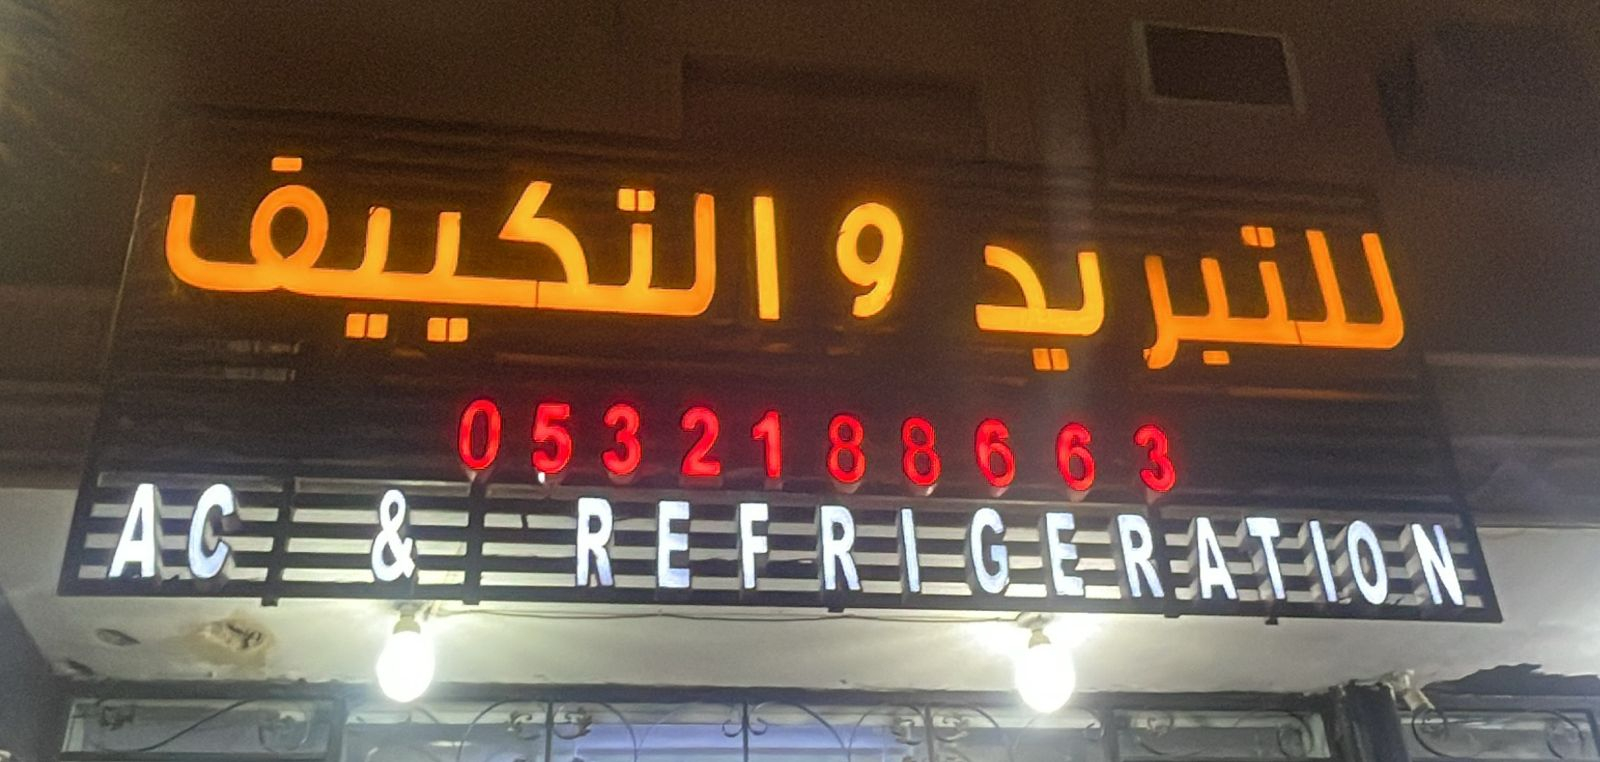 للتبريد و التكييف
0532188663
AC & REFRIGERATION